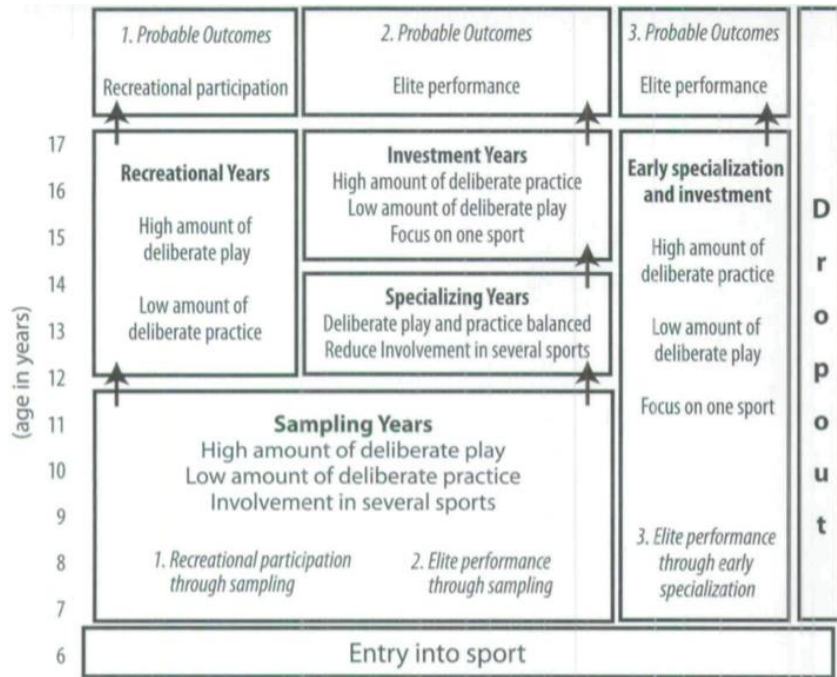 1. Probable Outcomes
Recreational participation
2. Probable Outcomes
Elite performance
3. Probable Outcomes
Elite performance
(age in years)
17
16
15
14
13
12
11
10
9
8
7
6
Recreational Years
High amount of
deliberate play
Low amount of
deliberate practice
Investment Years
High amount of deliberate practice
Low amount of deliberate play
Focus on one sport
Specializing Years
Deliberate play and practice balanced
Reduce Involvement in several sports
Early specialization
and investment
High amount of
deliberate practice
Low amount of
deliberate play
Focus on one sport
3. Elite performance
through early
specialization
Sampling Years
High amount of deliberate play
Low amount of deliberate practice
Involvement in several sports
1. Recreational participation
through sampling
2. Elite performance
through sampling
Dropout
Entry into sport